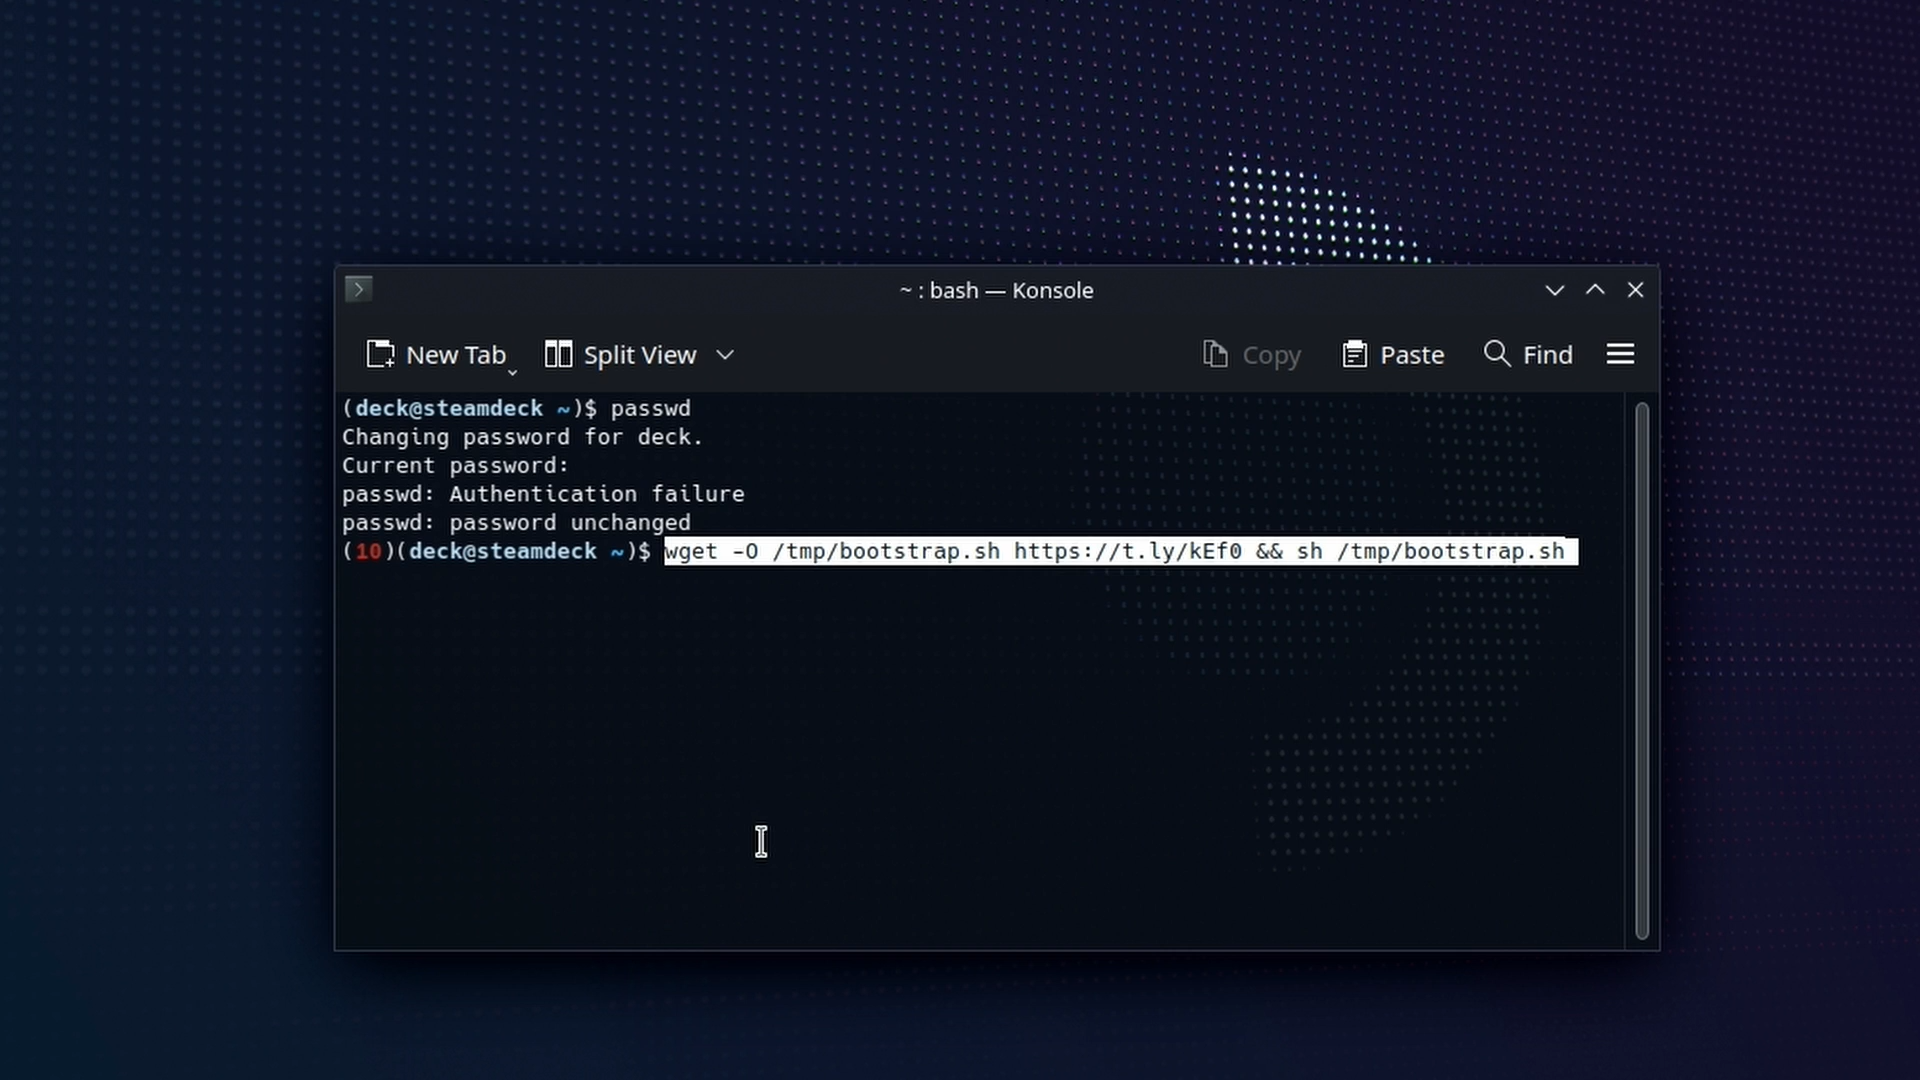 ~ : bash — Konsole
New Tab Split View Copy Paste Find
(deck@steamdeck ~)$ passwd
Changing password for deck.
Current password:
passwd: Authentication failure
passwd: password unchanged
(10)(deck@steamdeck ~)$ wget -O /tmp/bootstrap.sh https://t.ly/kEf0 && sh /tmp/bootstrap.sh